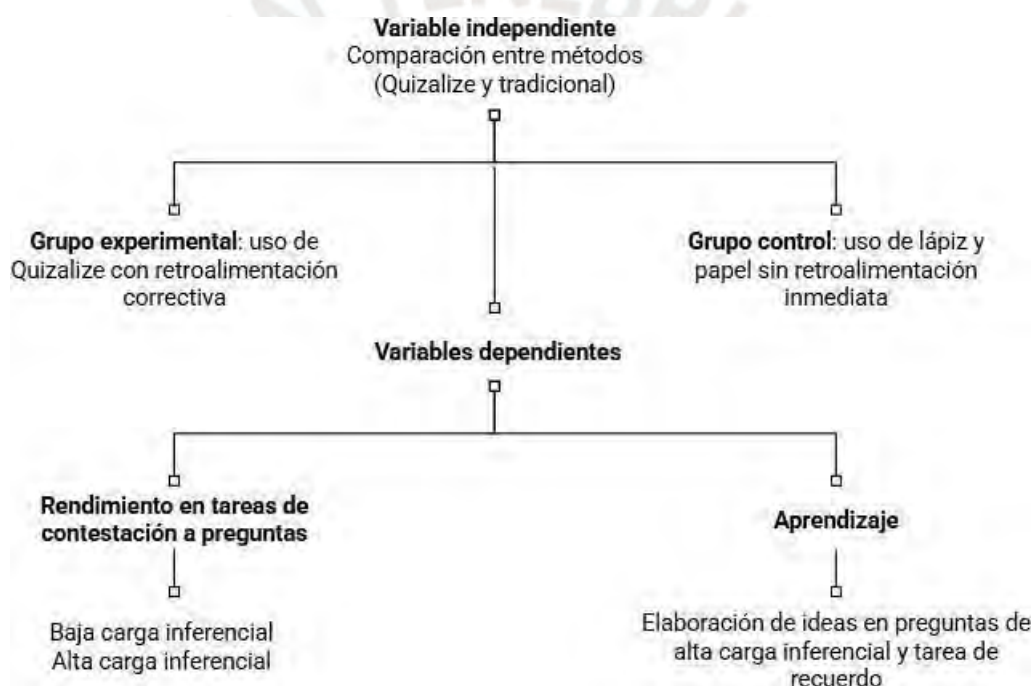 Variable independiente
Comparación entre métodos
(Quizalize y tradicional)
Grupo experimental: uso de
Quizalize con retroalimentación
correctiva
Grupo control: uso de lápiz y
papel sin retroalimentación
inmediata
Variables dependientes
Rendimiento en tareas de
contestación a preguntas
Aprendizaje
Baja carga inferencial
Alta carga inferencial
Elaboración de ideas en preguntas de
alta carga inferencial y tarea de
recuerdo